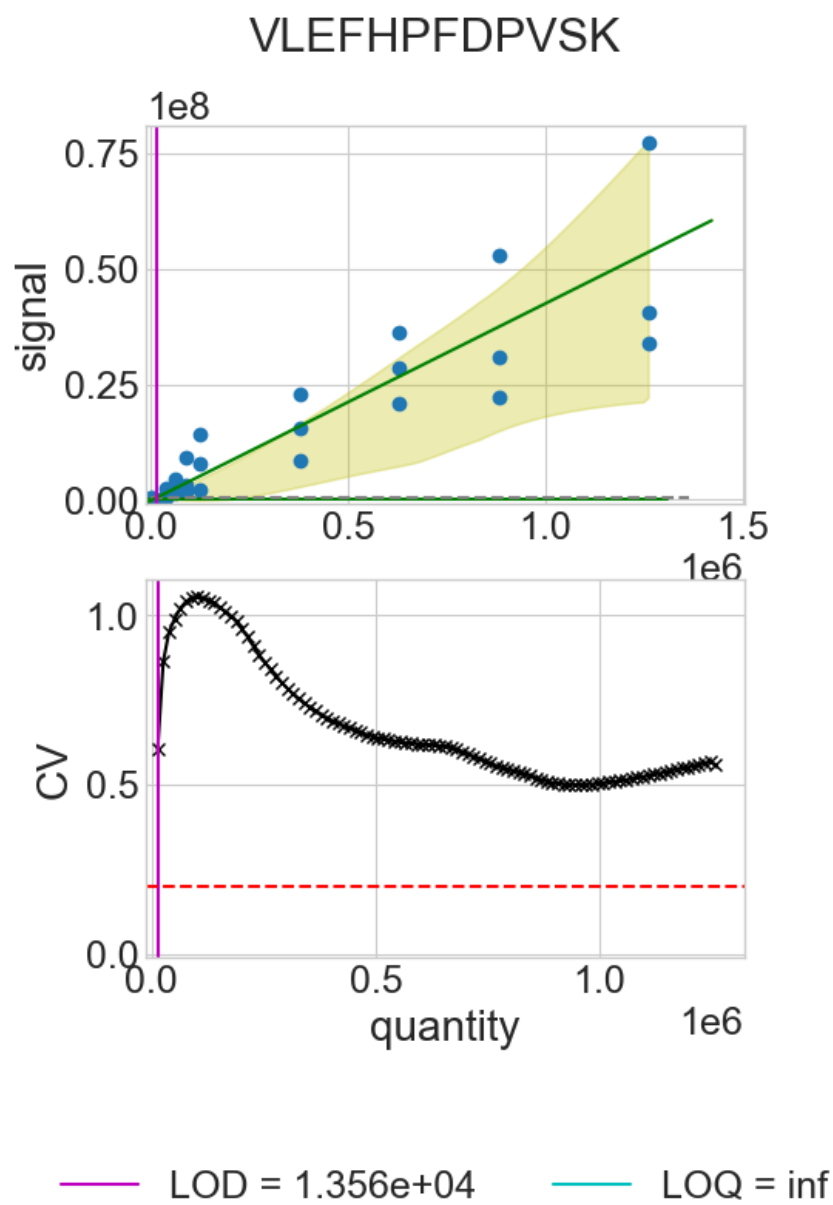 VLEFHPFDPVSK
1e8
0.75
0.50
0.25
0.00
signal
0.0 0.5 1.0 1.5
1e6
1.0
0.5
0.0
CV
0.0 0.5 1.0
quantity 1e6
LOD = 1.356e+04 LOQ = inf